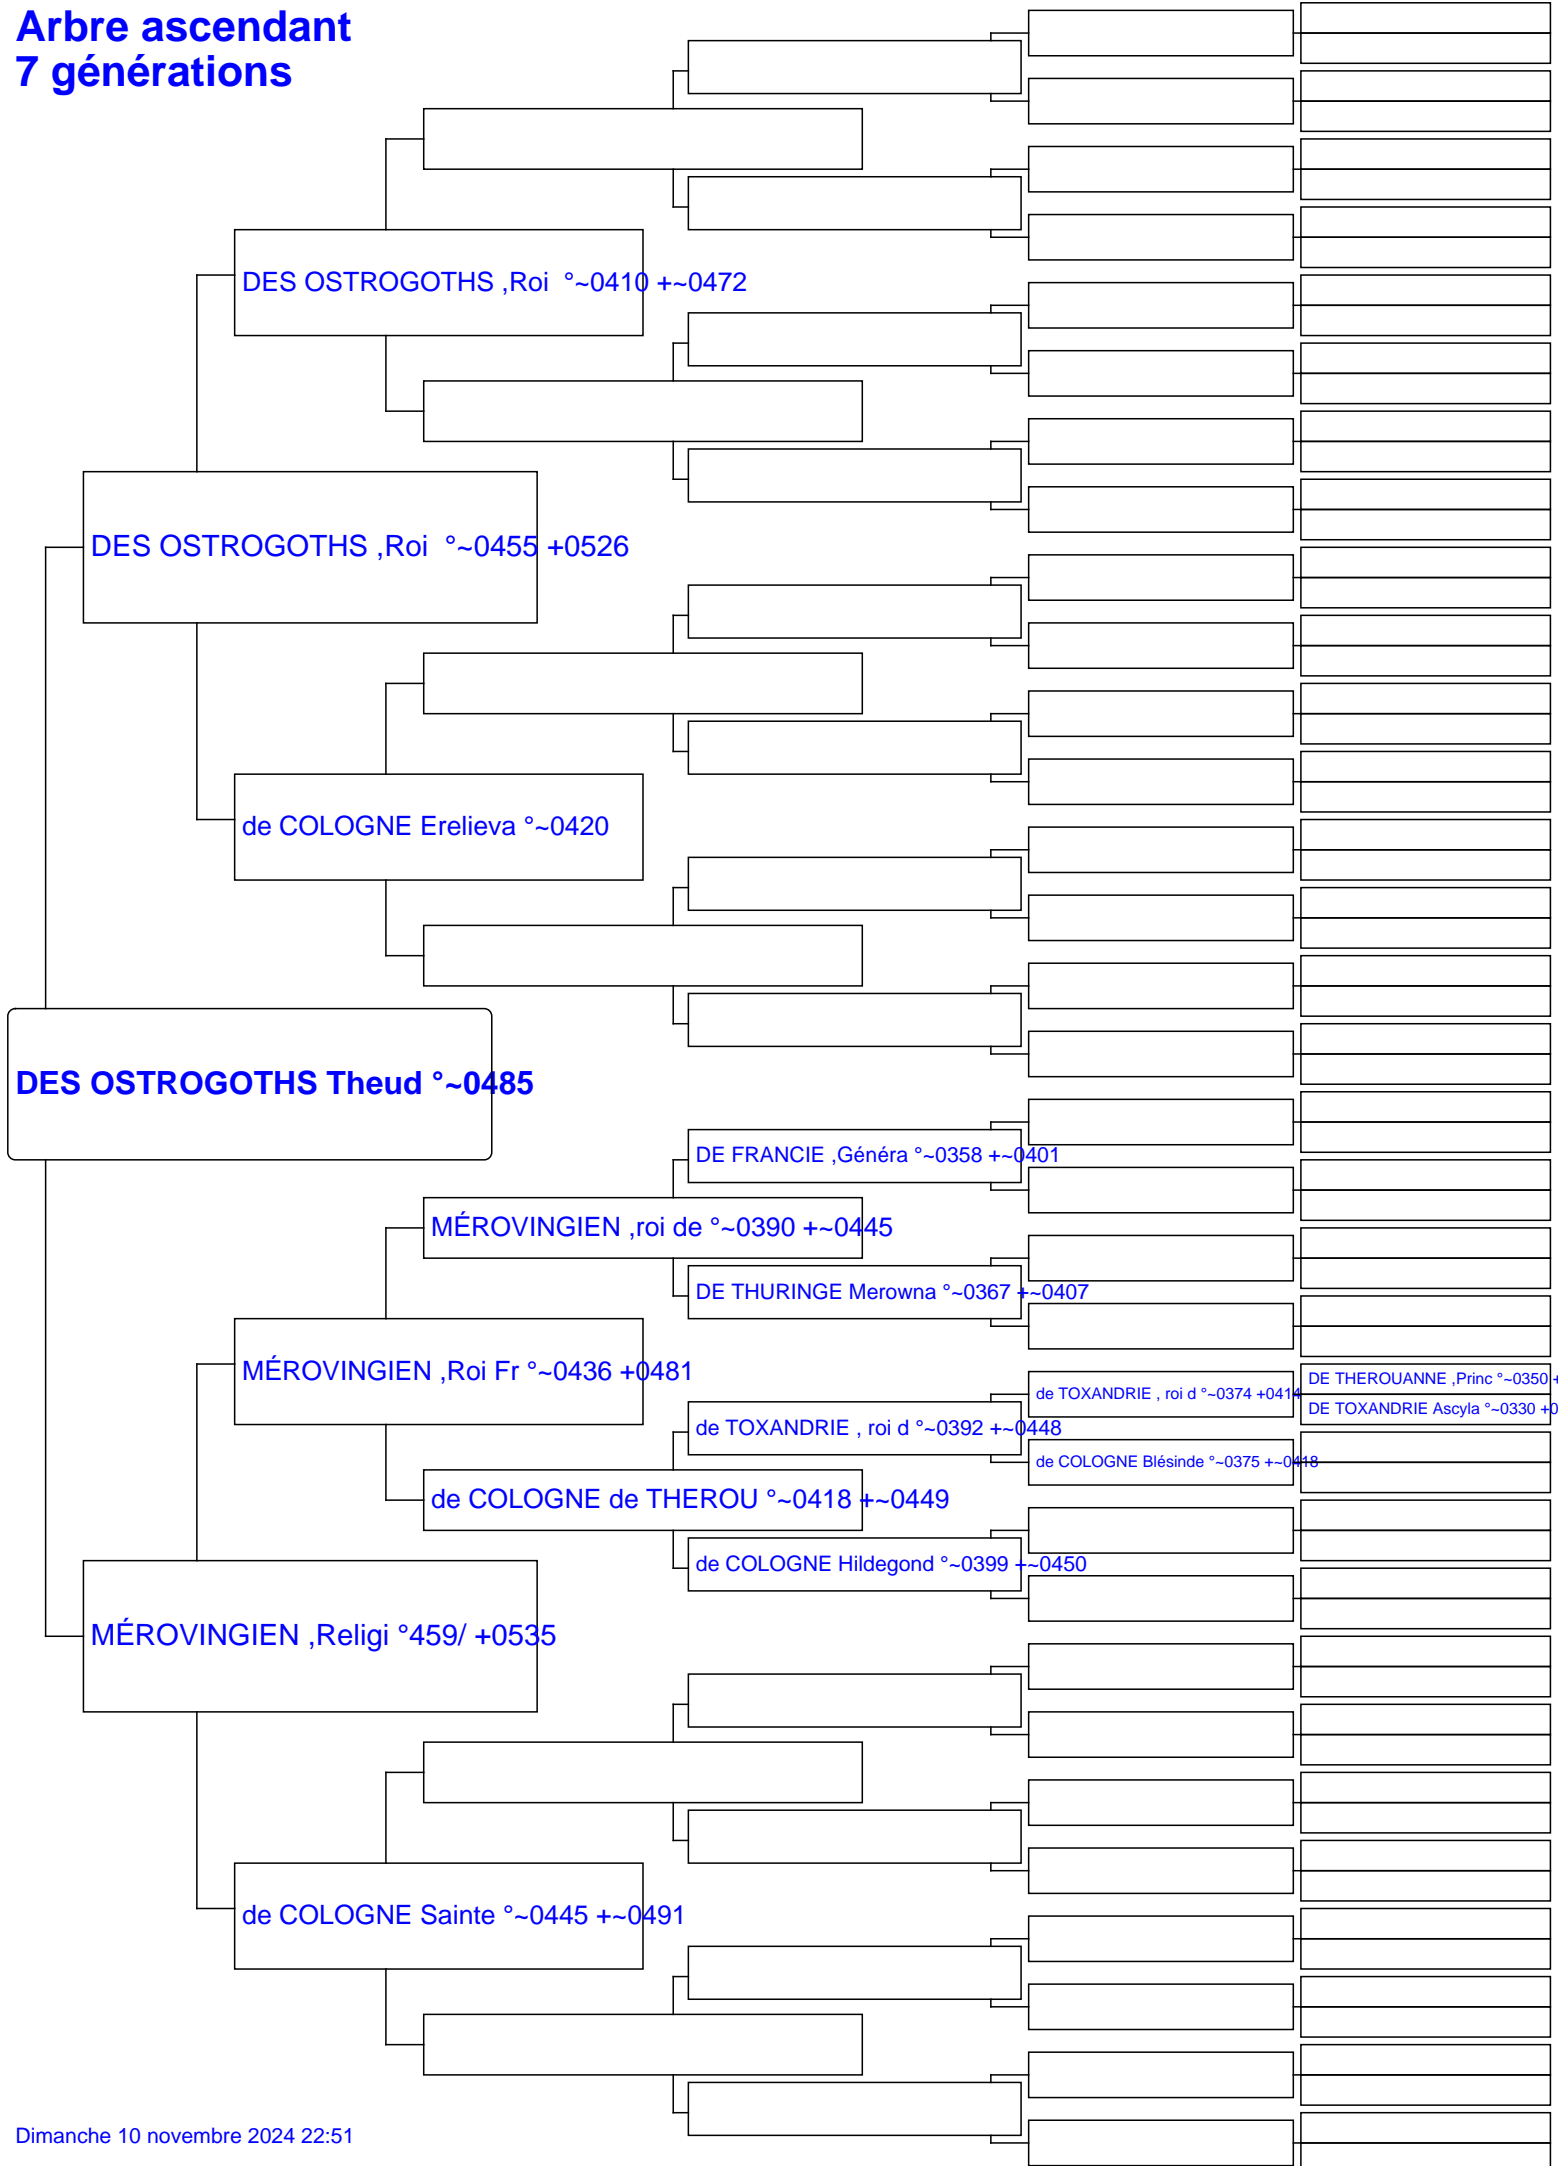 Arbre ascendant
7 générations
DES OSTROGOTHS ,Roi  °~0410 +~0472
DES OSTROGOTHS ,Roi  °~0455 +0526
de COLOGNE Erelieva °~0420
DES OSTROGOTHS Theud °~0485
DE FRANCIE ,Généra °~0358 +~0401
MÉROVINGIEN ,roi de °~0390 +~0445
DE THURINGE Merowna °~0367 +~0407
MÉROVINGIEN ,Roi Fr °~0436 +0481
DE THEROUANNE ,Princ °~0350 +
de TOXANDRIE , roi d °~0374 +0414
DE TOXANDRIE Ascyla °~0330 +0
de TOXANDRIE , roi d °~0392 +~0448
de COLOGNE Blésinde °~0375 +~0418
de COLOGNE de THEROU °~0418 +~0449
de COLOGNE Hildegond °~0399 +~0450
MÉROVINGIEN ,Religi °459/ +0535
de COLOGNE Sainte °~0445 +~0491
Dimanche 10 novembre 2024 22:51